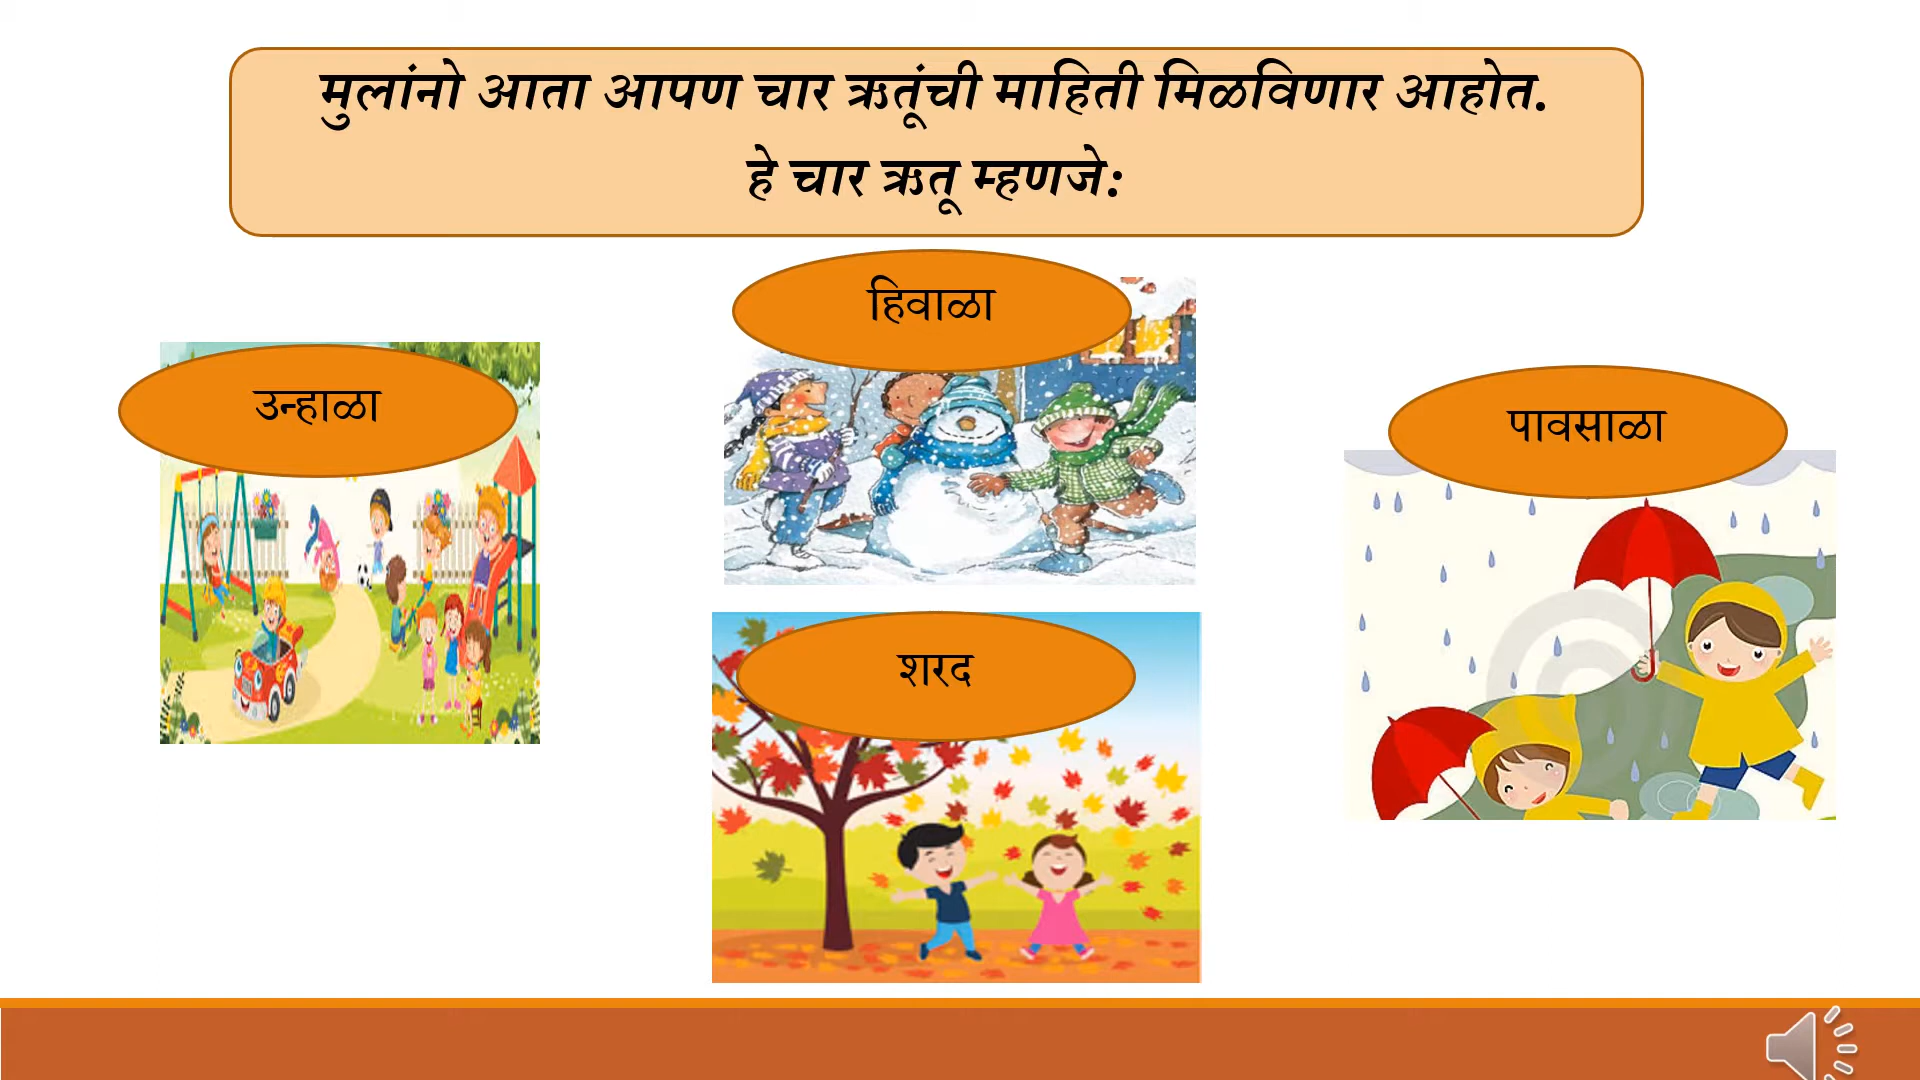 मुलांनो आता आपण चार ऋतूंची माहिती मिळविणार आहोत.
हे चार ऋतू म्हणजे:
हिवाळा
उन्हाळा
पावसाळा
शरद